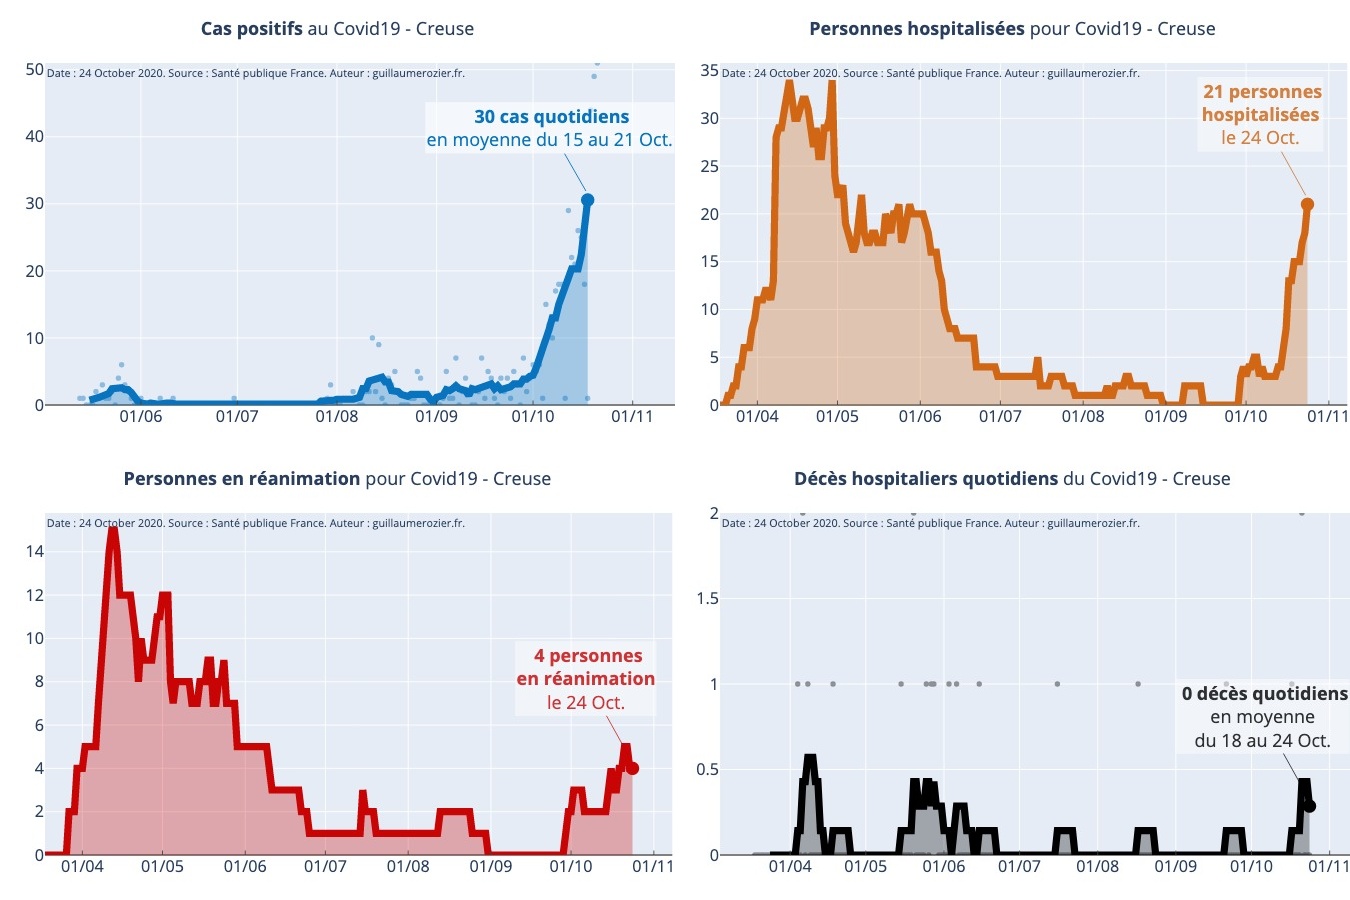 Cas positifs au Covid19 - Creuse
Date : 24 October 2020. Source : Santé publique France. Auteur : guillaumerozier.fr.
50
40
30
20
10
0
30 cas quotidiens
en moyenne du 15 au 21 Oct.
01/06 01/07 01/08 01/09 01/10 01/11
Personnes hospitalisées pour Covid19 - Creuse
Date : 24 October 2020. Source : Santé publique France. Auteur : guillaumerozier.fr.
35
30
25
20
15
10
5
0
21 personnes
hospitalisées
le 24 Oct.
01/04 01/05 01/06 01/07 01/08 01/09 01/10 01/11
Personnes en réanimation pour Covid19 - Creuse
Date : 24 October 2020. Source : Santé publique France. Auteur : guillaumerozier.fr.
14
12
10
8
6
4
2
0
4 personnes
en réanimation
le 24 Oct.
01/04 01/05 01/06 01/07 01/08 01/09 01/10 01/11
Décès hospitaliers quotidiens du Covid19 - Creuse
Date : 24 October 2020. Source : Santé publique France. Auteur : guillaumerozier.fr.
2
1.5
1
0.5
0
0 décès quotidiens
en moyenne
du 18 au 24 Oct.
01/04 01/05 01/06 01/07 01/08 01/09 01/10 01/11